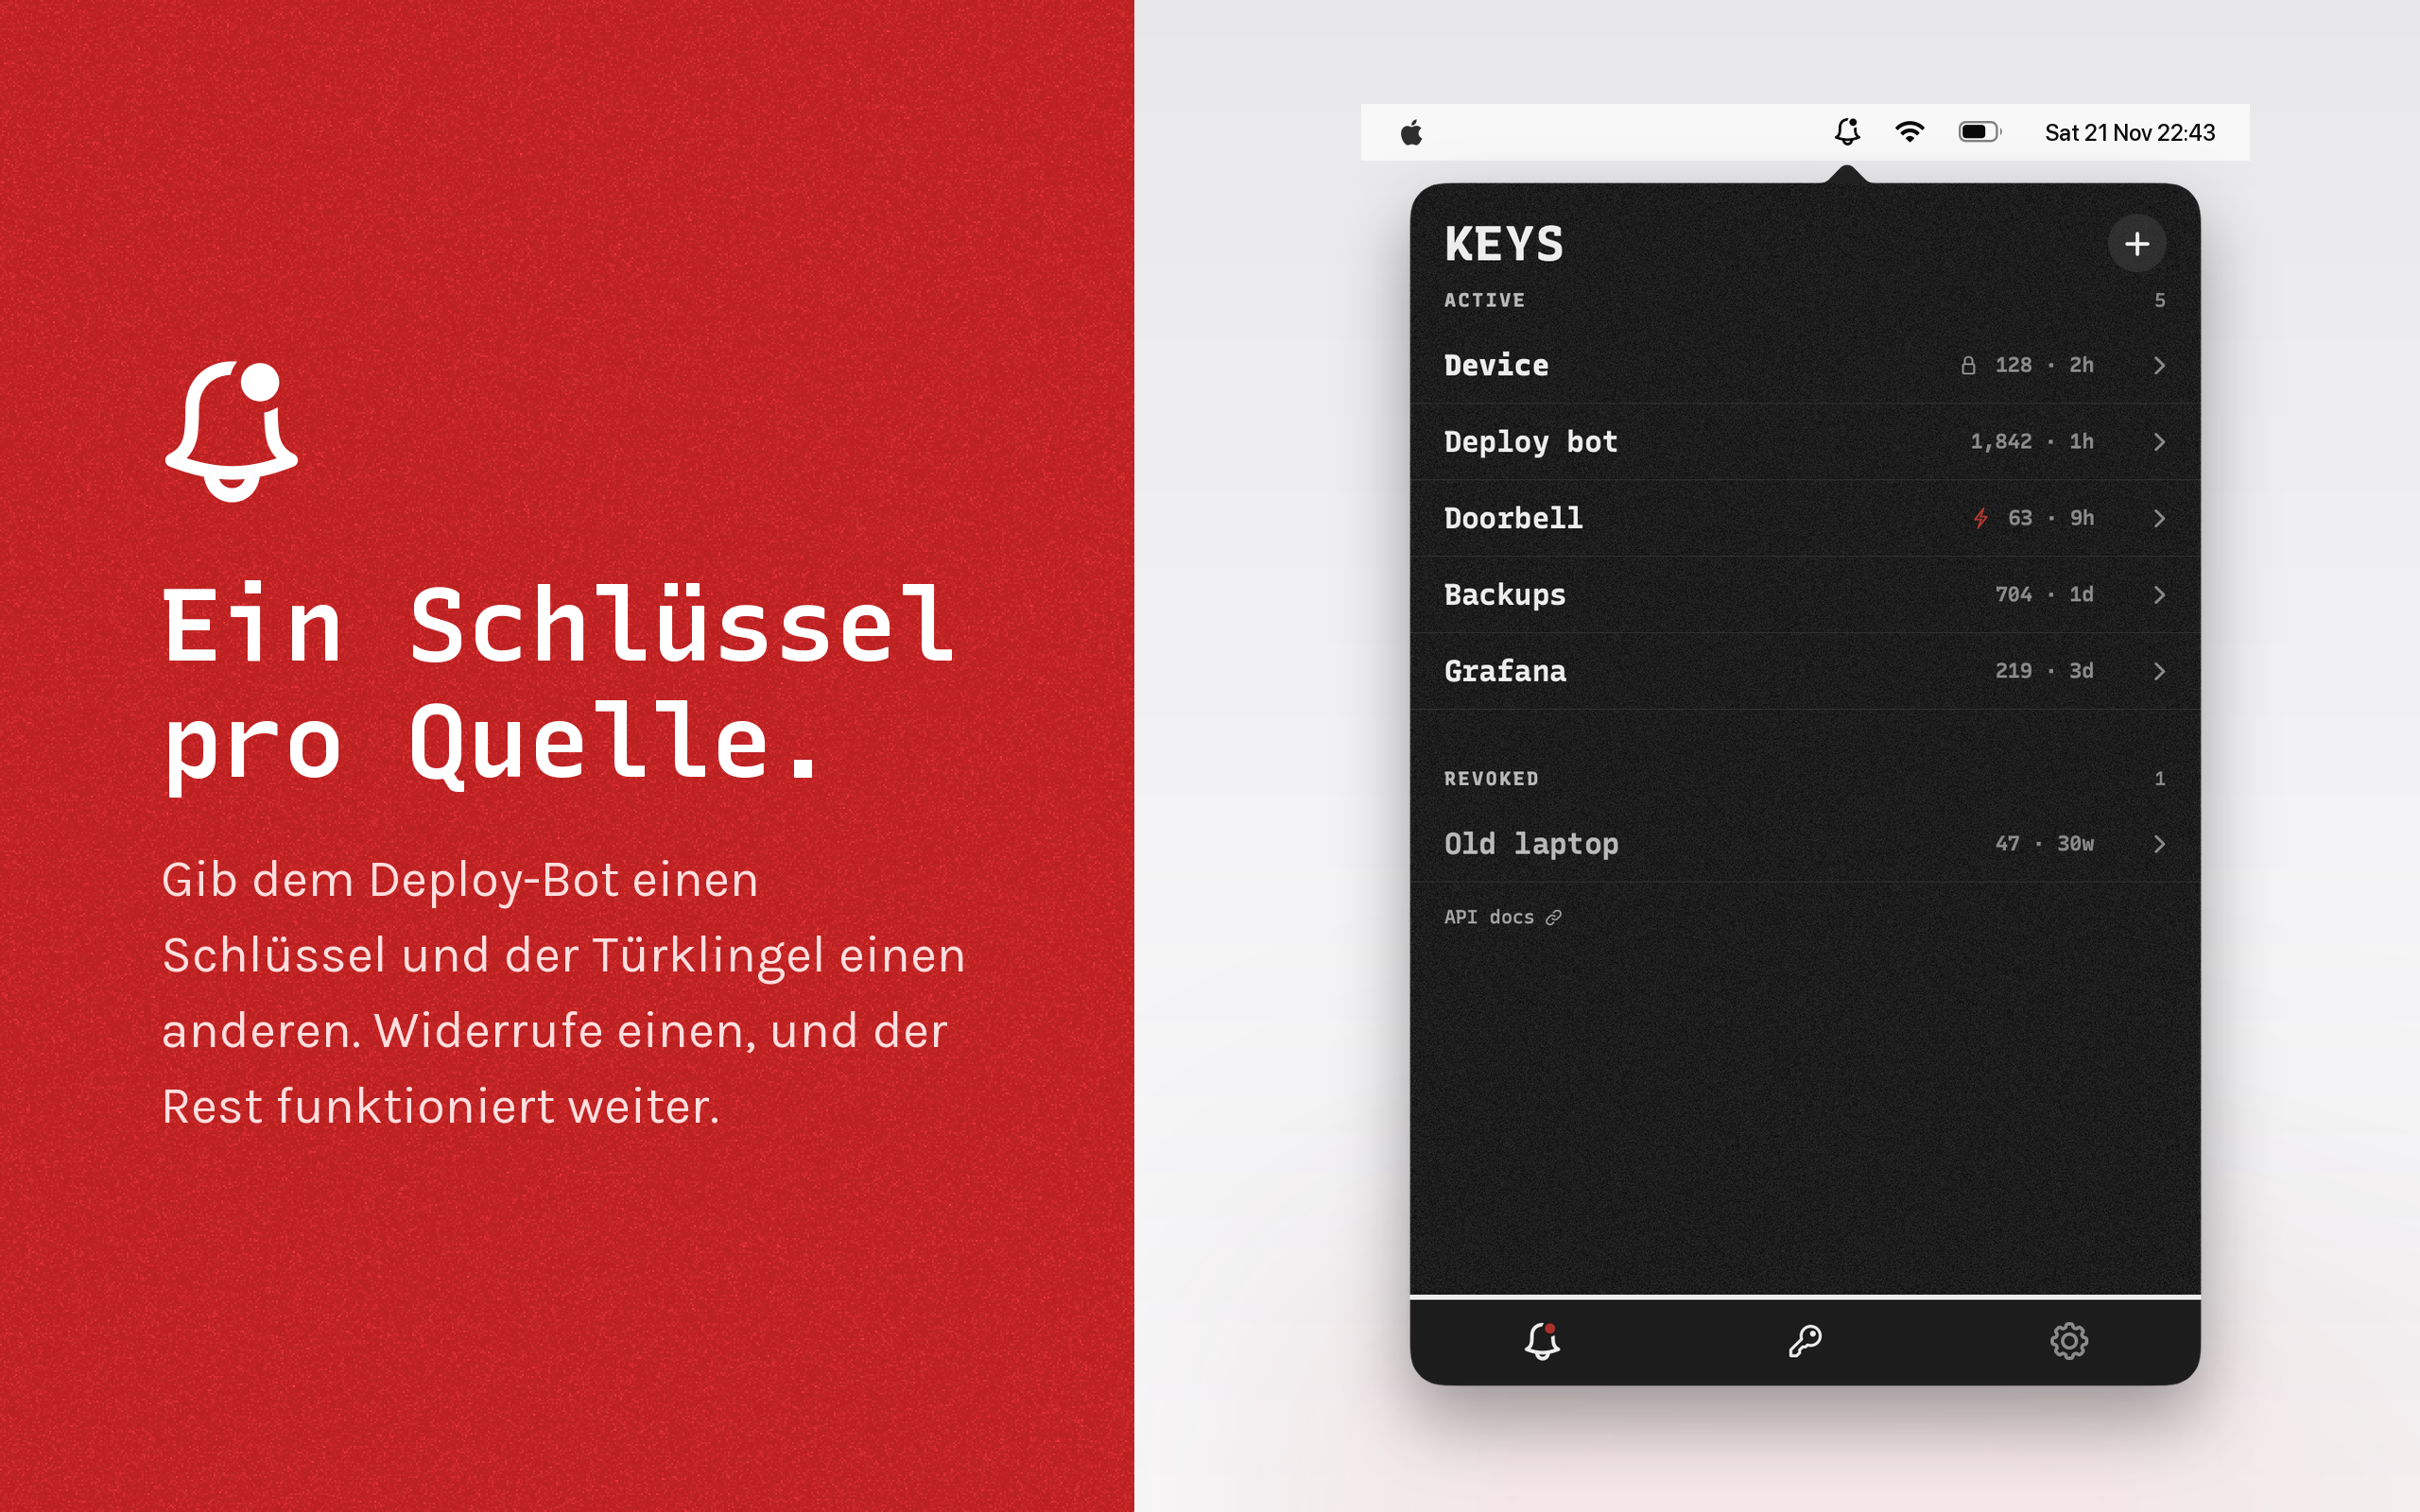 Ein Schlüssel
pro Quelle.
Gib dem Deploy-Bot einen
Schlüssel und der Türklingel einen
anderen. Widerrufe einen, und der
Rest funktioniert weiter.
Sat 21 Nov 22:43
KEYS
ACTIVE 5
Device 128 · 2h
Deploy bot 1,842 · 1h
Doorbell 63 · 9h
Backups 704 · 1d
Grafana 219 · 3d
REVOKED 1
Old laptop 47 · 30w
API docs